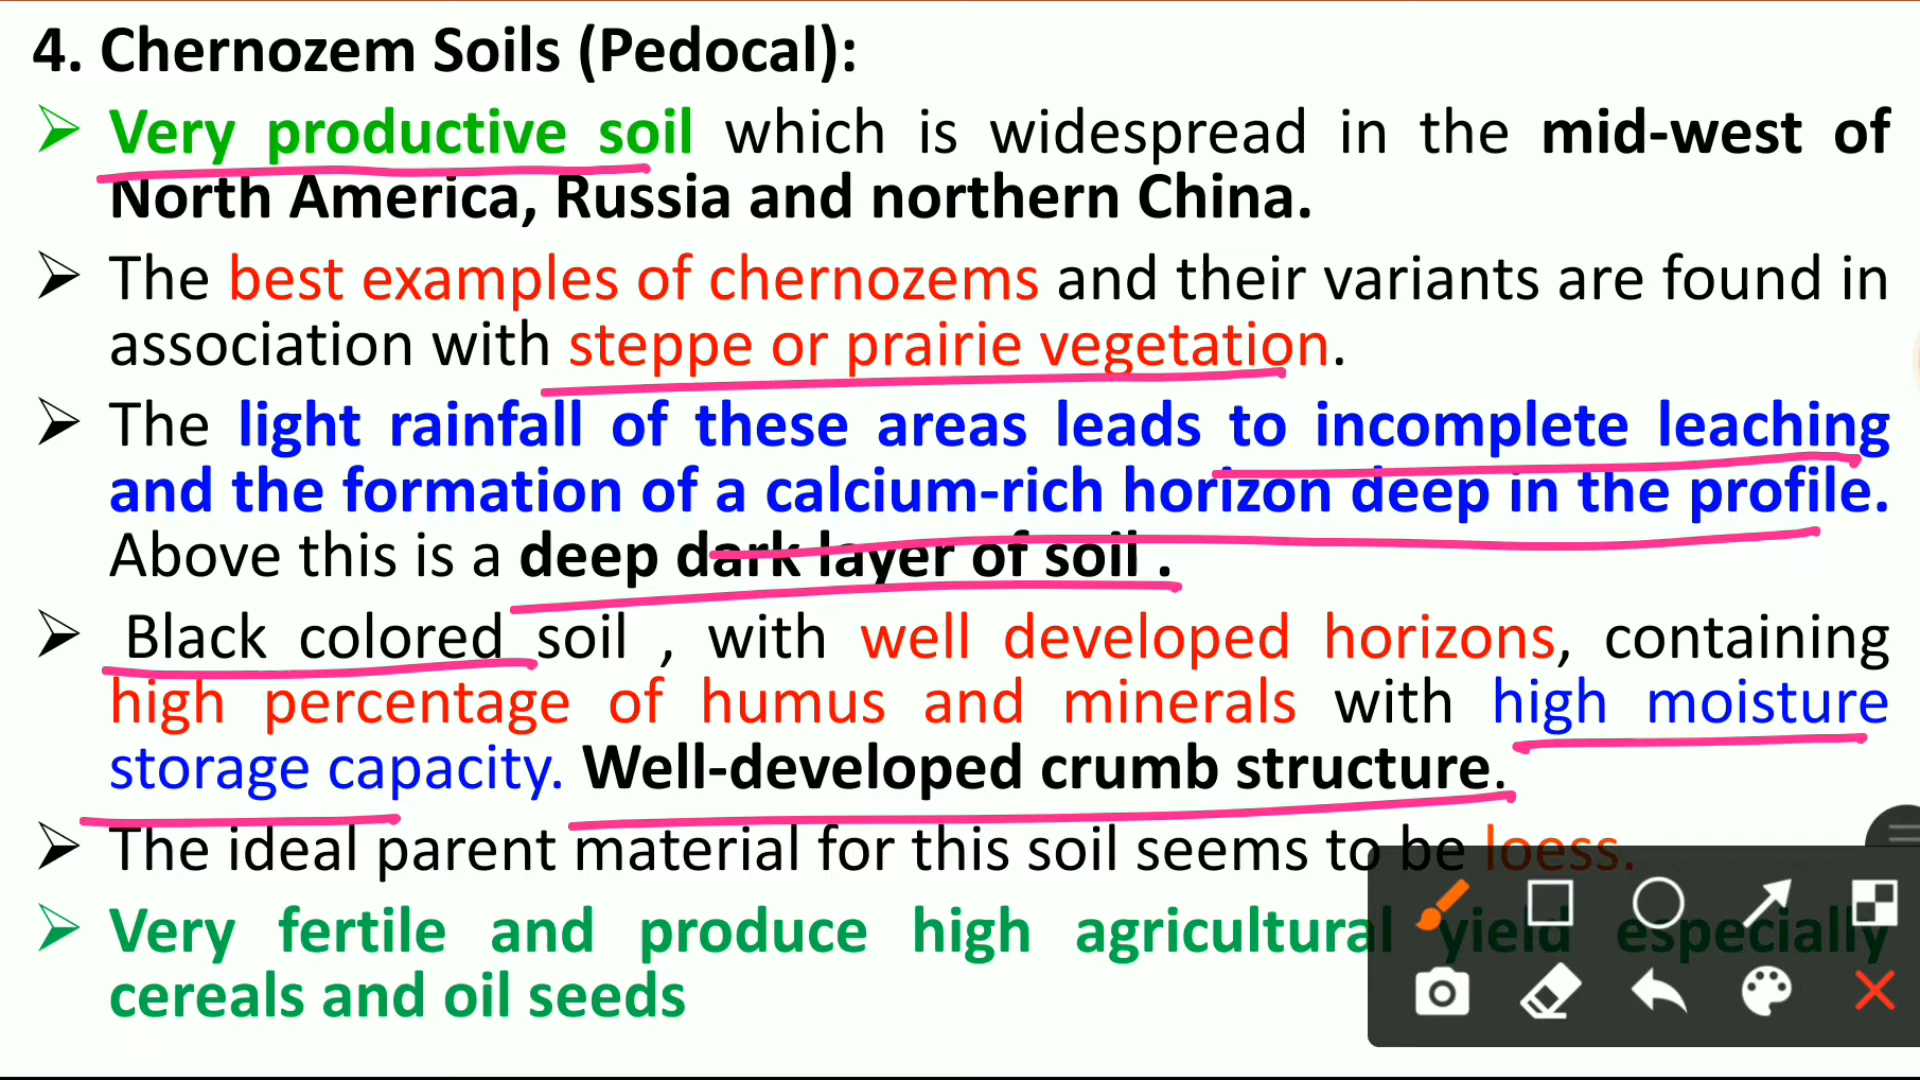 4. Chernozem Soils (Pedocal):
➢ Very productive soil which is widespread in the mid-west of
North America, Russia and northern China.
➢ The best examples of chernozems and their variants are found in
association with steppe or prairie vegetation.
➢ The light rainfall of these areas leads to incomplete leaching
and the formation of a calcium-rich horizon deep in the profile.
Above this is a deep dark layer of soil .
➢ Black colored soil , with well developed horizons, containing
high percentage of humus and minerals with high moisture
storage capacity. Well-developed crumb structure.
➢ The ideal parent material for this soil seems to be loess.
➢ Very fertile and produce high agricultural yield especially
cereals and oil seeds